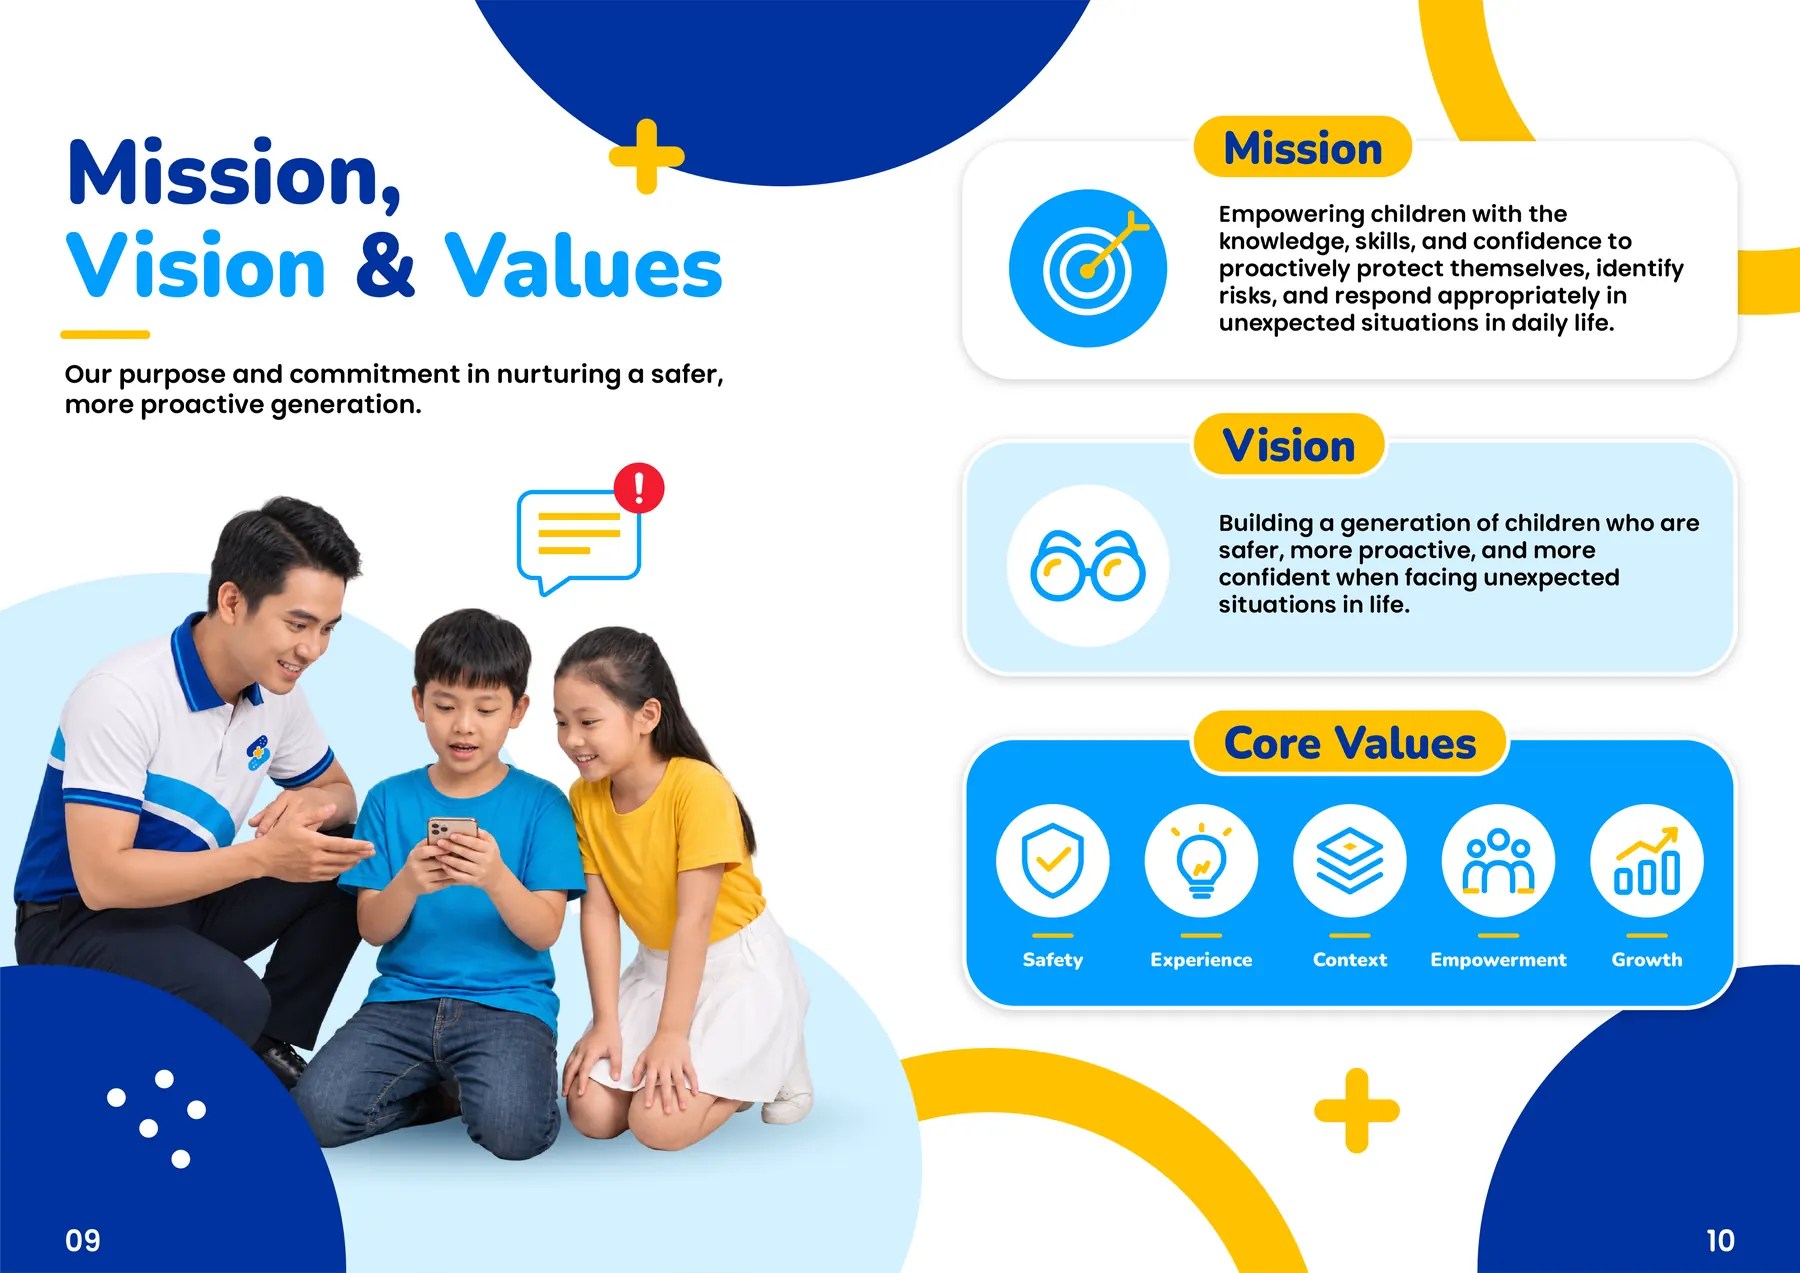 Mission,
Vision & Values
Our purpose and commitment in nurturing a safer,
more proactive generation.
!
09
Mission
Empowering children with the
knowledge, skills, and confidence to
proactively protect themselves, identify
risks, and respond appropriately in
unexpected situations in daily life.
Vision
Building a generation of children who are
safer, more proactive, and more
confident when facing unexpected
situations in life.
Core Values
Safety
Experience
Context
Empowerment
Growth
10